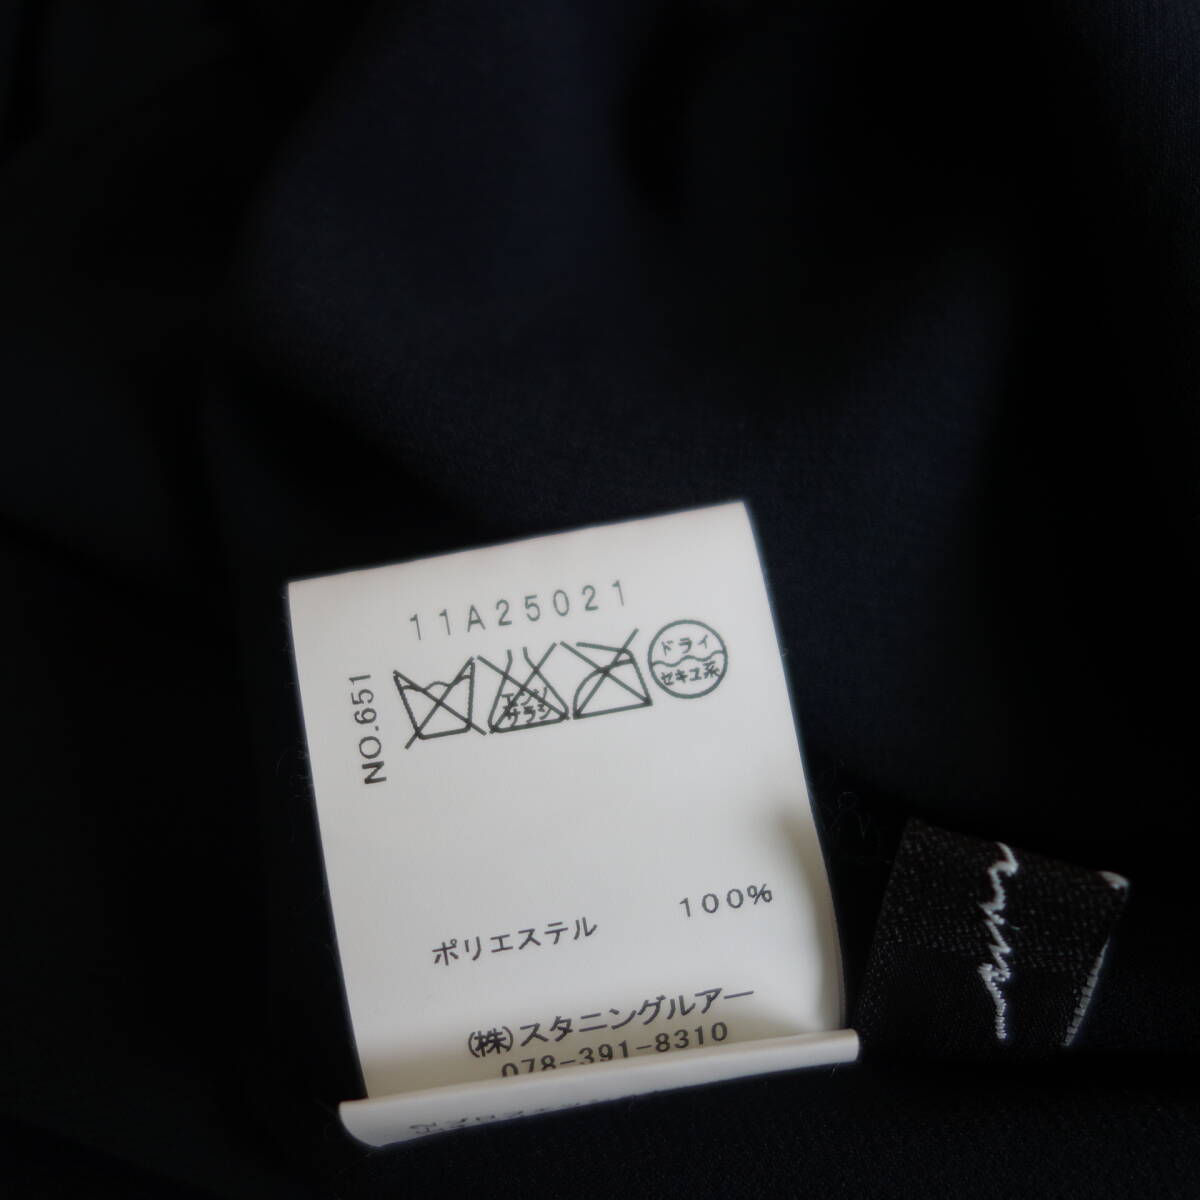 11A25021
NO.651
エンソ
サラシ
ドライ
セキユ系
ポリエステル 100%
(株)スタニングルアー
078-391-8310